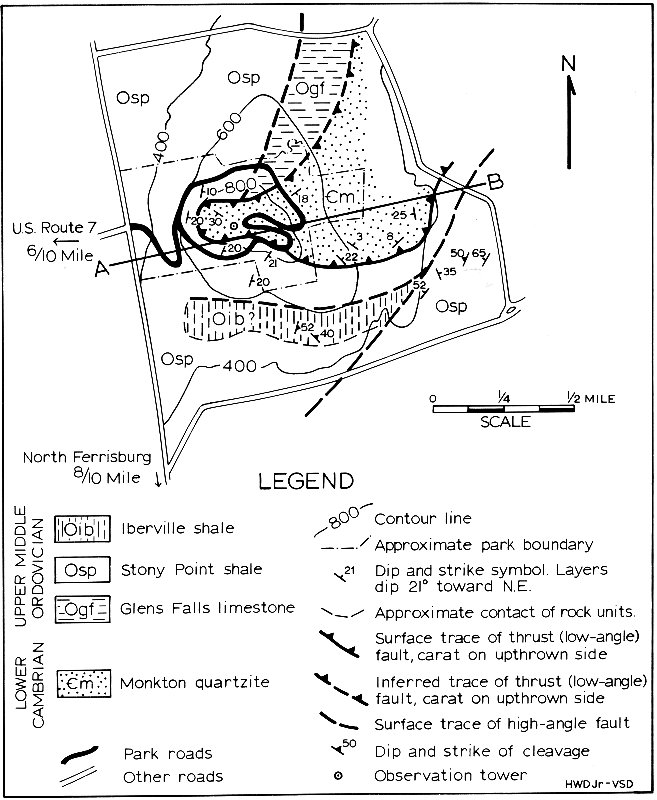 N
Osp
Osp
Ogf
400
600
800
10
18
Єm
B
20
30
25
U.S. Route 7
6/10 Mile
A
20
21
3
8
22
20
50
65
35
52
Oib?
52
40
Osp
Osp
400
0 1/4 1/2 MILE
SCALE
North Ferrisburg
8/10 Mile
LEGEND
UPPER MIDDLE
ORDOVICIAN
Oib Iberville shale
Osp Stony Point shale
Ogf Glens Falls limestone
LOWER
CAMBRIAN
Єm Monkton quartzite
Park roads
Other roads
800 Contour line
Approximate park boundary
21 Dip and strike symbol. Layers
dip 21° toward N.E.
Approximate contact of rock units.
Surface trace of thrust (low-angle)
fault, carat on upthrown side
Inferred trace of thrust (low-angle)
fault, carat on upthrown side
Surface trace of high-angle fault
50 Dip and strike of cleavage
Observation tower
HWDJr-VSD